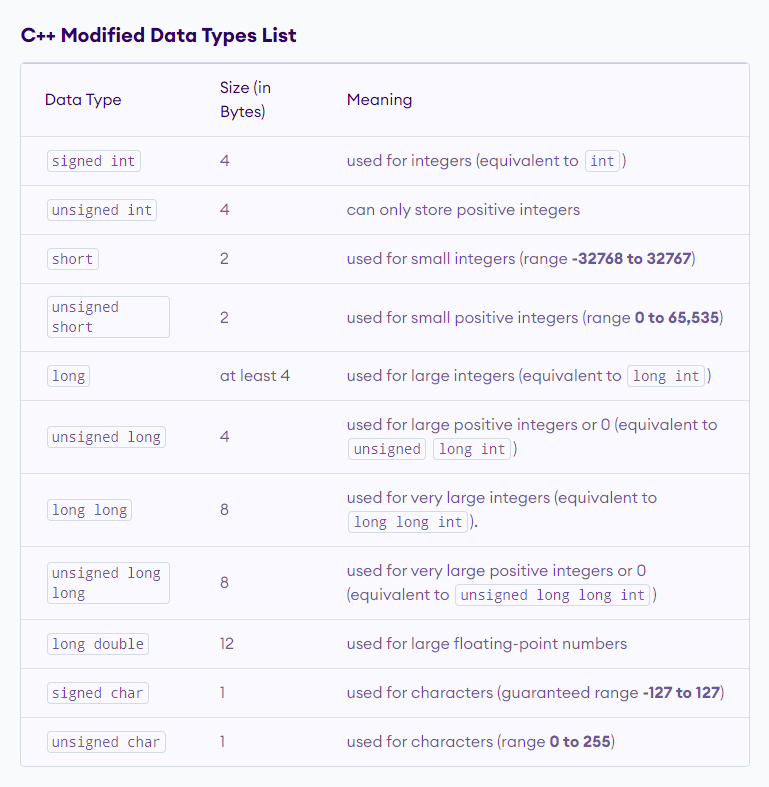 C++ Modified Data Types List
Data Type Size (in Bytes) Meaning
signed int 4 used for integers (equivalent to int)
unsigned int 4 can only store positive integers
short 2 used for small integers (range -32768 to 32767)
unsigned short 2 used for small positive integers (range 0 to 65,535)
long at least 4 used for large integers (equivalent to long int)
unsigned long 4 used for large positive integers or 0 (equivalent to unsigned long int)
long long 8 used for very large integers (equivalent to long long int).
unsigned long long 8 used for very large positive integers or 0 (equivalent to unsigned long long int)
long double 12 used for large floating-point numbers
signed char 1 used for characters (guaranteed range -127 to 127)
unsigned char 1 used for characters (range 0 to 255)